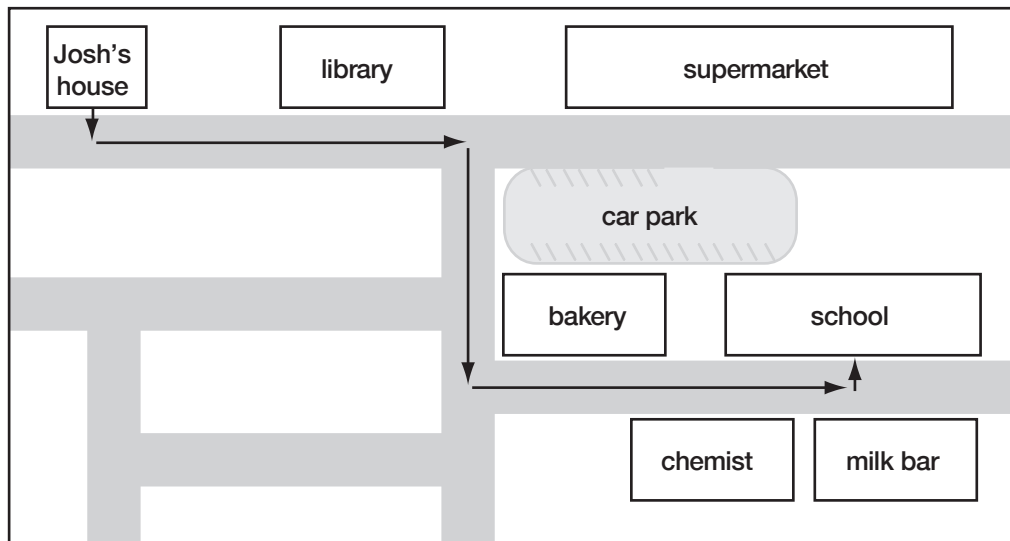 Josh's
house
library
supermarket
car park
bakery
school
chemist
milk bar